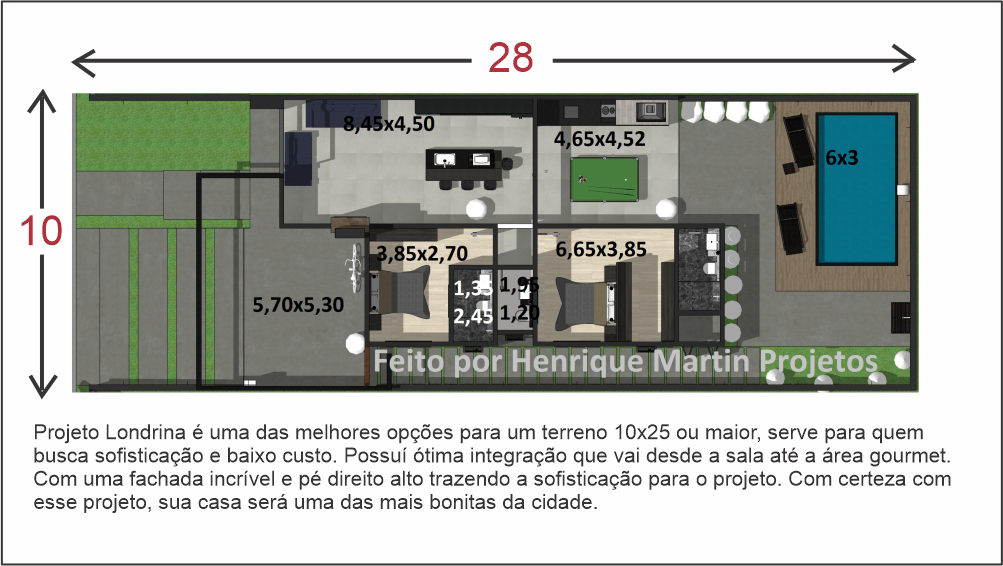 28
10
8,45x4,50
4,65x4,52
6x3
3,85x2,70
6,65x3,85
1,35
2,45
1,95
1,20
5,70x5,30
Feito por Henrique Martin Projetos
Projeto Londrina é uma das melhores opções para um terreno 10x25 ou maior, serve para quem
busca sofisticação e baixo custo. Possuí ótima integração que vai desde a sala até a área gourmet.
Com uma fachada incrível e pé direito alto trazendo a sofisticação para o projeto. Com certeza com
esse projeto, sua casa será uma das mais bonitas da cidade.